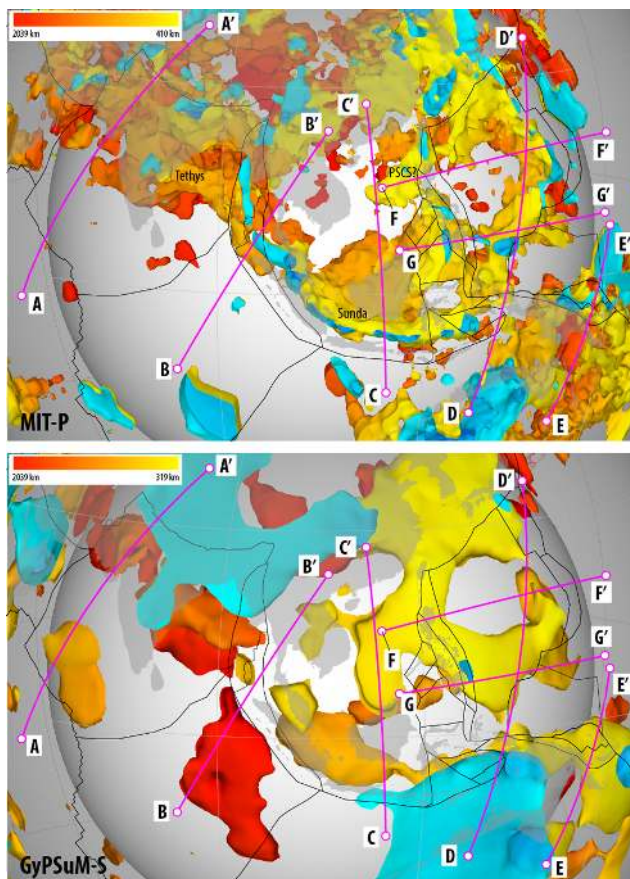 2039 km 410 km
A'
D'
C'
B'
F'
Tethys
PSCS?
F
G'
G
E'
A
Sunda
B
C
D
E
MIT-P
2039 km 319 km
A'
D'
C'
B'
F'
F
G'
G
E'
A
B
C
D
E
GyPSuM-S